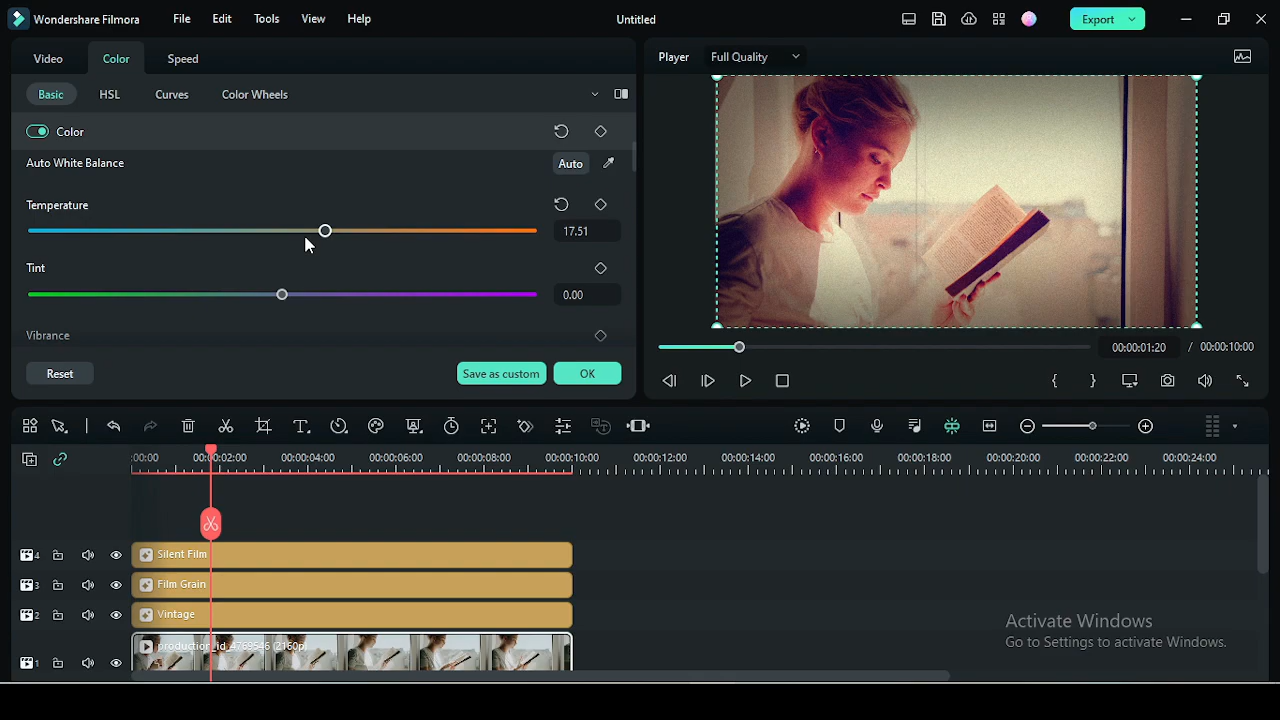 Wondershare Filmora File Edit Tools View Help Untitled Export
Video Color Speed
Player Full Quality
Basic HSL Curves Color Wheels
Color
Auto White Balance Auto
Temperature
17.51
Tint
0.00
Vibrance
Reset Save as custom OK
00:00:01:20 / 00:00:10:00
:00:00 00:00:02:00 00:00:04:00 00:00:06:00 00:00:08:00 00:00:10:00 00:00:12:00 00:00:14:00 00:00:16:00 00:00:18:00 00:00:20:00 00:00:22:00 00:00:24:00
4 Silent Film
3 Film Grain
2 Vintage
Activate Windows
Go to Settings to activate Windows.
production_id_4769546 (2160p)
1